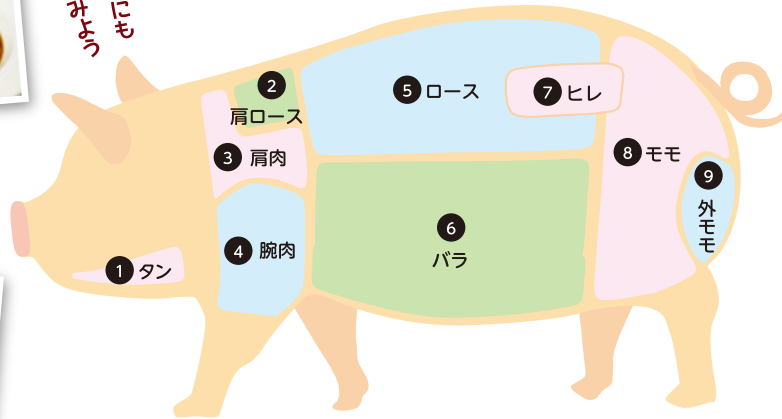 にも
みよう
1 タン
2 肩ロース
3 肩肉
4 腕肉
5 ロース
6 バラ
7 ヒレ
8 モモ
9 外モモ